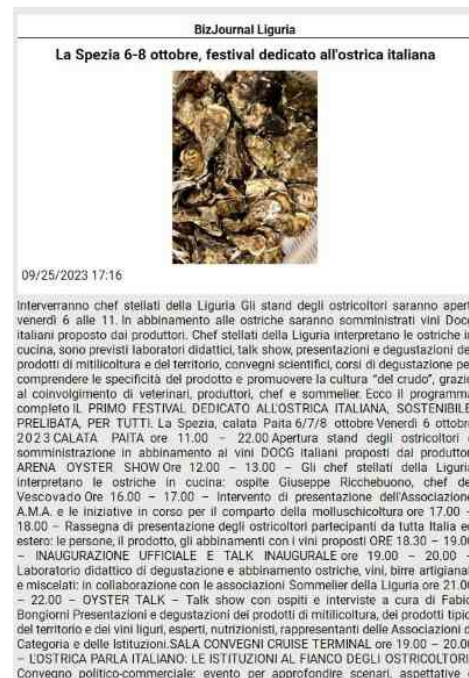 BizJournal Liguria
La Spezia 6-8 ottobre, festival dedicato all'ostrica italiana
09/25/2023 17:16
Interverranno chef stellati della Liguria Gli stand degli ostricoltori saranno apert
venerdì 6 alle 11. In abbinamento alle ostriche saranno somministrati vini Docg
italiani proposto dai produttori. Chef stellati della Liguria interpretano le ostriche in
cucina, sono previsti laboratori didattici, talk show, presentazioni e degustazioni de
prodotti di mitilicoltura e del territorio, convegni scientifici, corsi di degustazione pe
comprendere le specificità del prodotto e promuovere la cultura "del crudo", grazie
al coinvolgimento di veterinari, produttori, chef e sommelier. Ecco il programma
completo IL PRIMO FESTIVAL DEDICATO ALL'OSTRICA ITALIANA, SOSTENIBILE
PRELIBATA, PER TUTTI. La Spezia, calata Paita 6/7/8 ottobre Venerdì 6 ottobre
2023 CALATA PAITA ore 11.00 – 22.00 Apertura stand degli ostricoltori e
somministrazione in abbinamento ai vini DOCG italiani proposti dai produttor
ARENA OYSTER SHOW Ore 12.00 – 13.00 – Gli chef stellati della Liguria
interpretano le ostriche in cucina: ospite Giuseppe Ricchebuono, chef de
Vescovado Ore 16.00 – 17.00 – Intervento di presentazione dell'Associazione
A.M.A. e le iniziative in corso per il comparto della molluschicoltura ore 17.00 –
18.00 – Rassegna di presentazione degli ostricoltori partecipanti da tutta Italia ed
estero: le persone, il prodotto, gli abbinamenti con i vini proposti ORE 18.30 – 19.00
– INAUGURAZIONE UFFICIALE E TALK INAUGURALE ore 19.00 – 20.00 –
Laboratorio didattico di degustazione e abbinamento ostriche, vini, birre artigianali
e miscelati: in collaborazione con le associazioni Sommelier della Liguria ore 21.00
– 22.00 – OYSTER TALK – Talk show con ospiti e interviste a cura di Fabio
Bongiorni Presentazioni e degustazioni dei prodotti di mitilicoltura, dei prodotti tipici
del territorio e dei vini liguri, esperti, nutrizionisti, rappresentanti delle Associazioni d
Categoria e delle Istituzioni.SALA CONVEGNI CRUISE TERMINAL ore 19.00 – 20.00
– L'OSTRICA PARLA ITALIANO: LE ISTITUZIONI AL FIANCO DEGLI OSTRICOLTORI
Convegno politico-commerciale: evento per approfondire scenari, aspettative e